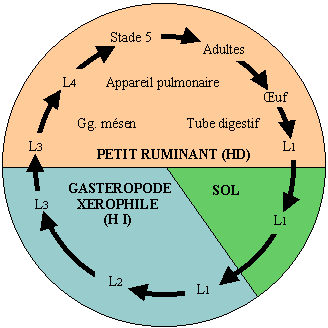 Stade 5
Adultes
L4
Appareil pulmonaire
Œuf
Gg. mésen
Tube digestif
L3
L1
PETIT RUMINANT (HD)
GASTEROPODE
XEROPHILE
(H I)
SOL
L3
L1
L2
L1